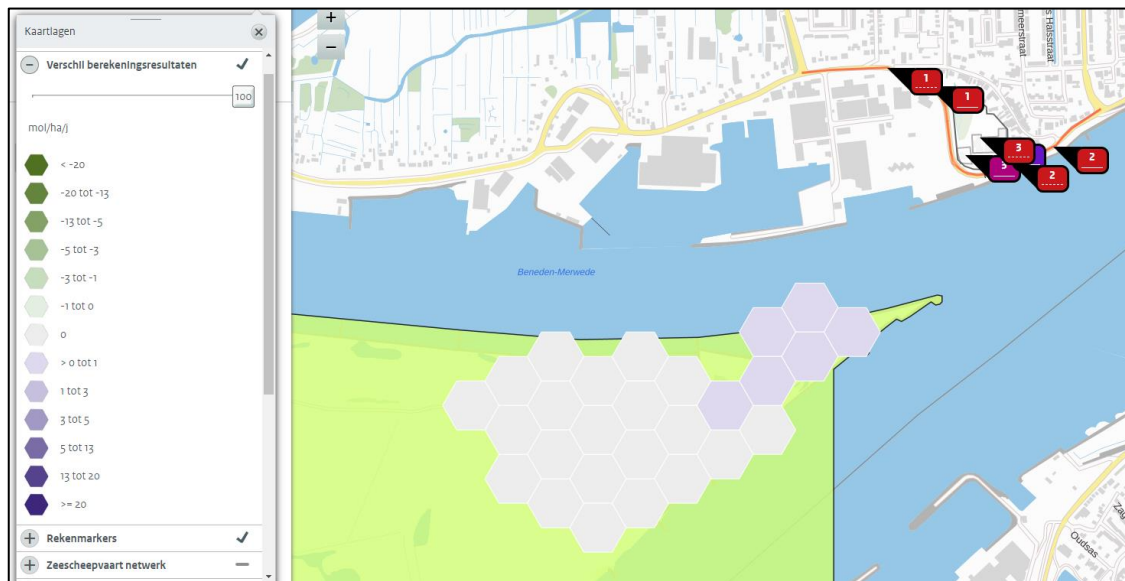 Kaartlagen
Verschil berekeningsresultaten
100
mol/ha/j
< -20
-20 tot -13
-13 tot -5
-5 tot -3
-3 tot -1
-1 tot 0
0
> 0 tot 1
1 tot 3
3 tot 5
5 tot 13
13 tot 20
>= 20
Rekenmarkers
Zeescheepvaart netwerk
+
−
meerstraat
s Halsstraat
1
1
3
2
2
Beneden-Merwede
Oudsas